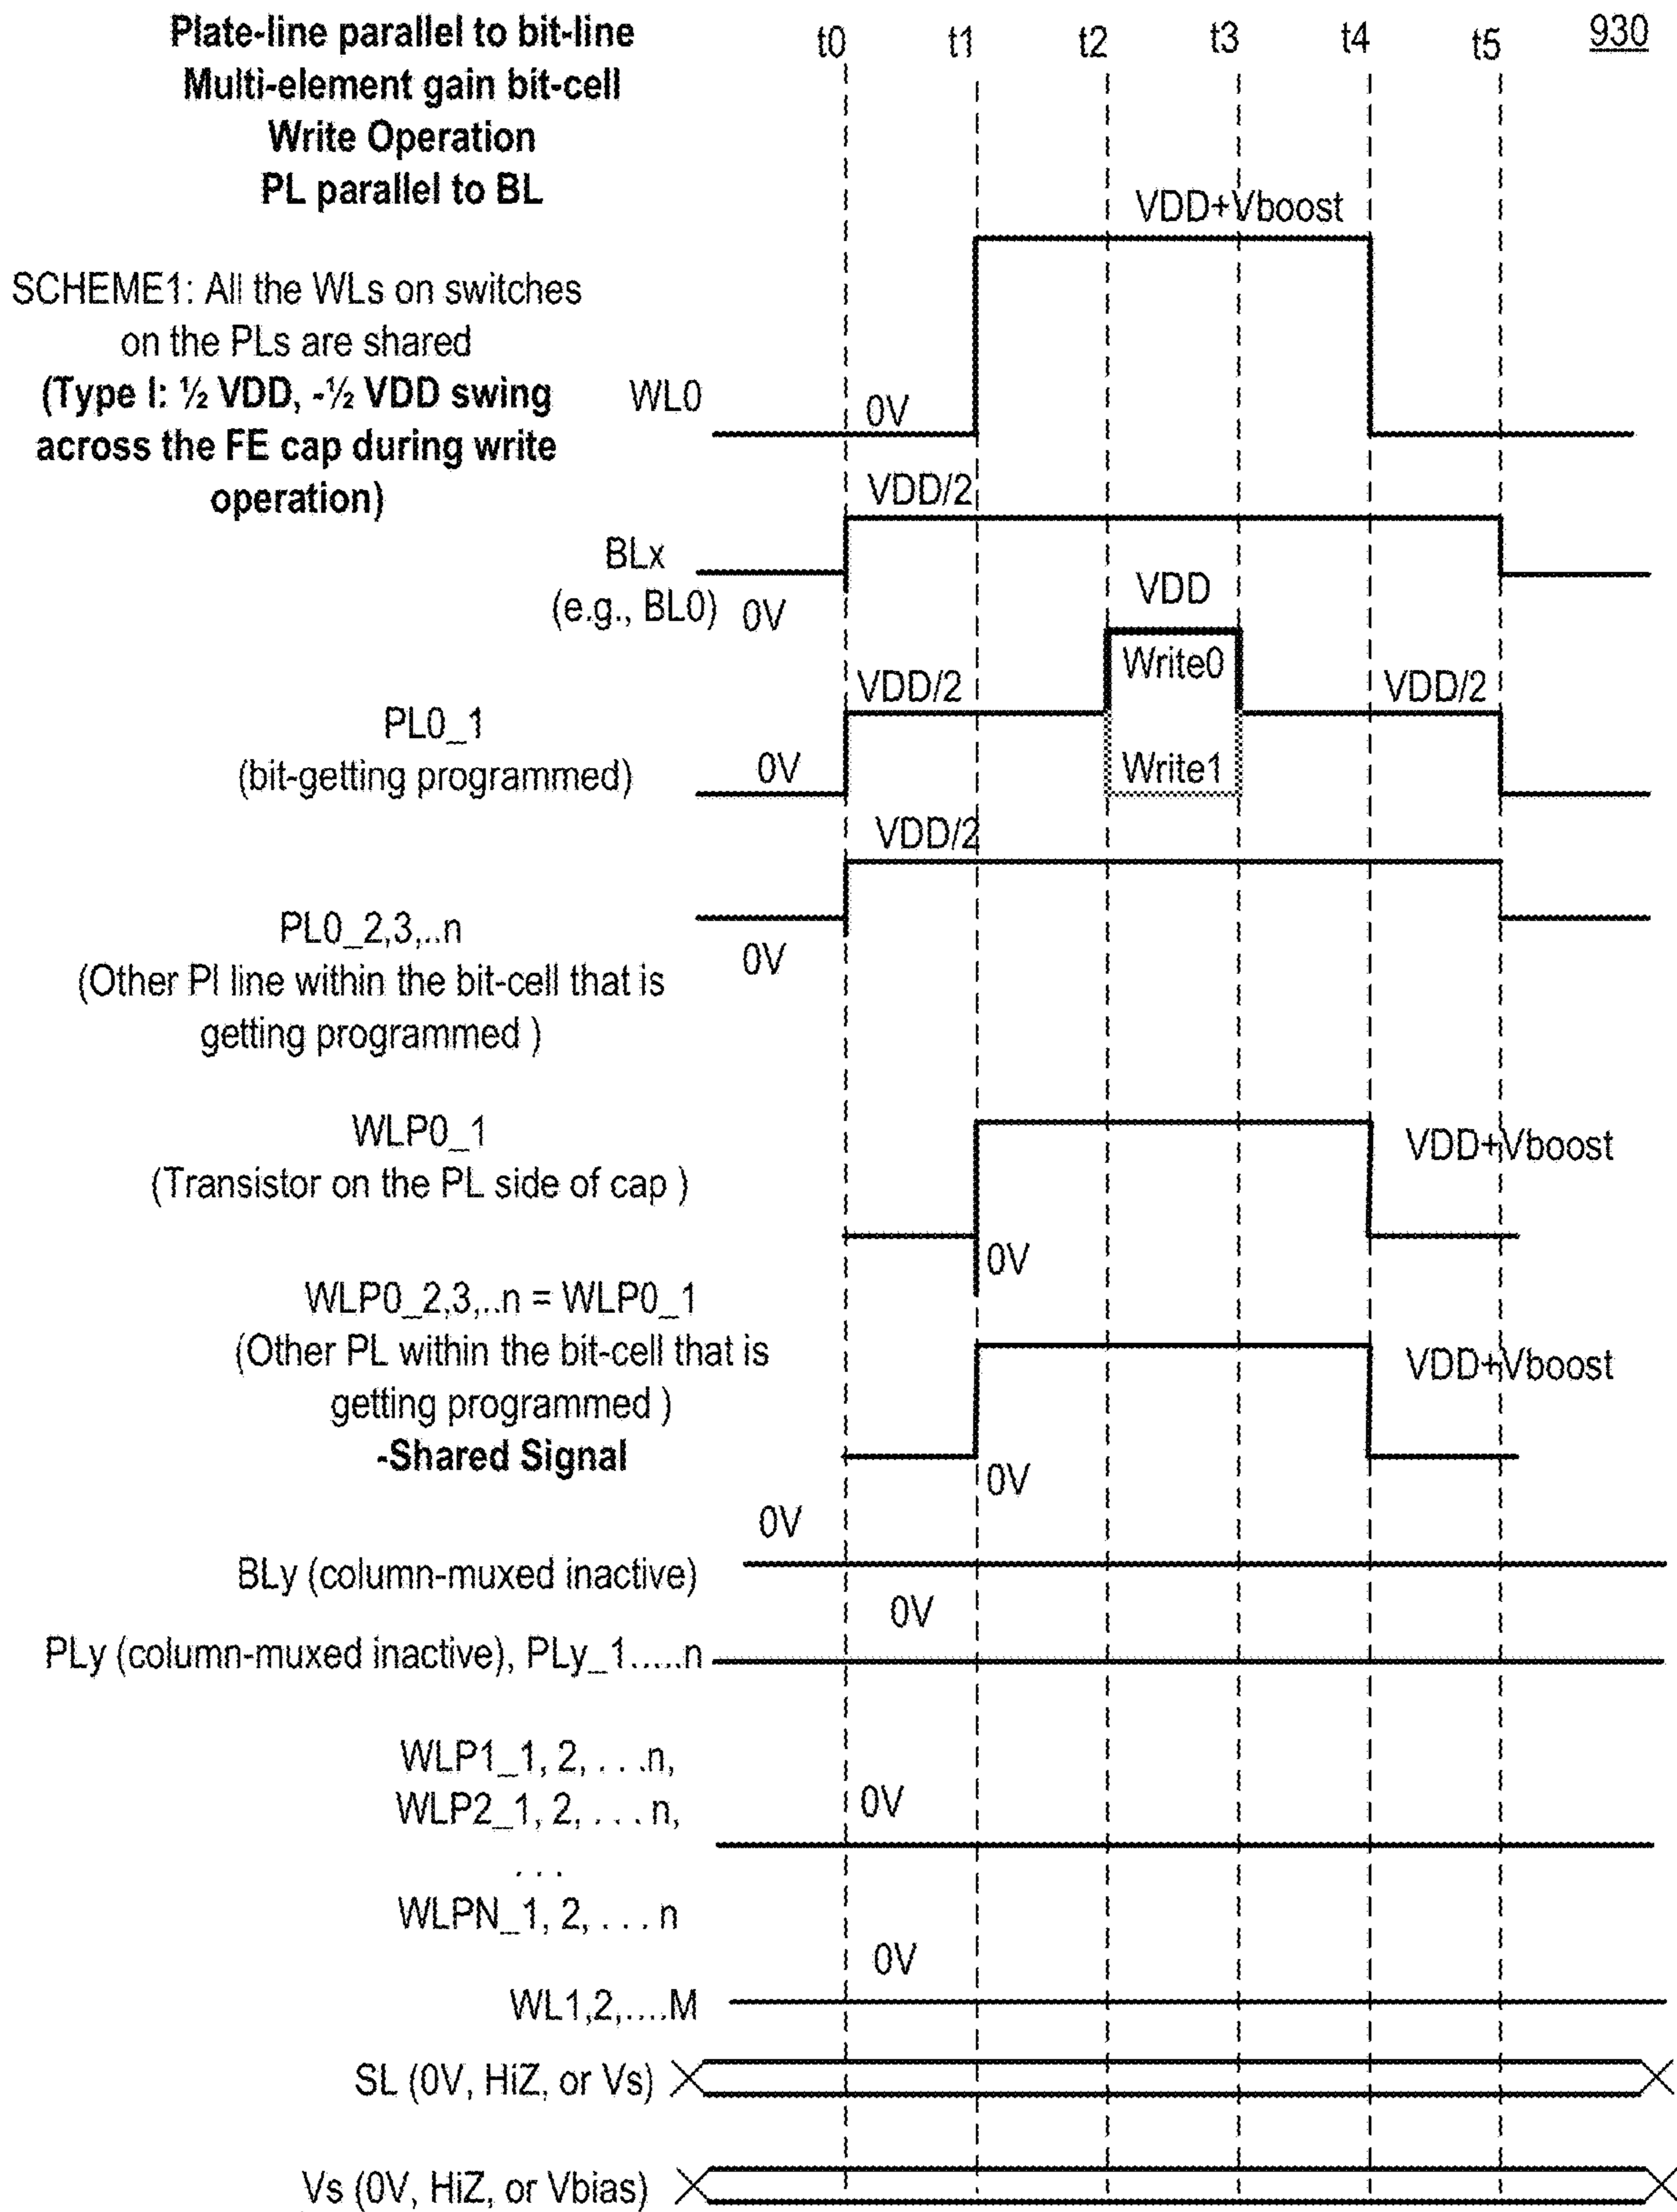 Plate-line parallel to bit-line
Multi-element gain bit-cell
Write Operation
PL parallel to BL
t0 t1 t2 t3 t4 t5 930
VDD+Vboost
SCHEME1: All the WLs on switches
on the PLs are shared
(Type I: ½ VDD, -½ VDD swing
across the FE cap during write
operation)
WL0 0V
VDD/2
BLx
(e.g., BL0) 0V
VDD
Write0
VDD/2 VDD/2
PL0_1
(bit-getting programmed) 0V
Write1
VDD/2
PL0_2,3,..n
0V
(Other Pl line within the bit-cell that is
getting programmed )
WLP0_1
(Transistor on the PL side of cap )
VDD+Vboost
0V
WLP0_2,3,..n = WLP0_1
(Other PL within the bit-cell that is
getting programmed )
-Shared Signal
VDD+Vboost
0V
0V
BLy (column-muxed inactive)
0V
PLy (column-muxed inactive), PLy_1.....n
WLP1_1, 2, . . .n,
WLP2_1, 2, . . . n,
0V
. . .
WLPN_1, 2, . . . n
0V
WL1,2,....M
SL (0V, HiZ, or Vs)
Vs (0V, HiZ, or Vbias)